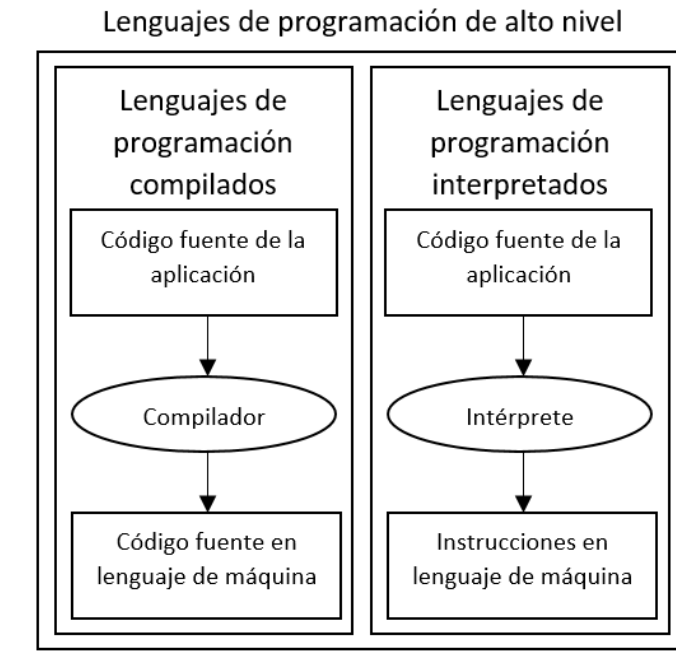 Lenguajes de programación de alto nivel
Lenguajes de
programación
compilados
Código fuente de la
aplicación
Compilador
Código fuente en
lenguaje de máquina
Lenguajes de
programación
interpretados
Código fuente de la
aplicación
Intérprete
Instrucciones en
lenguaje de máquina